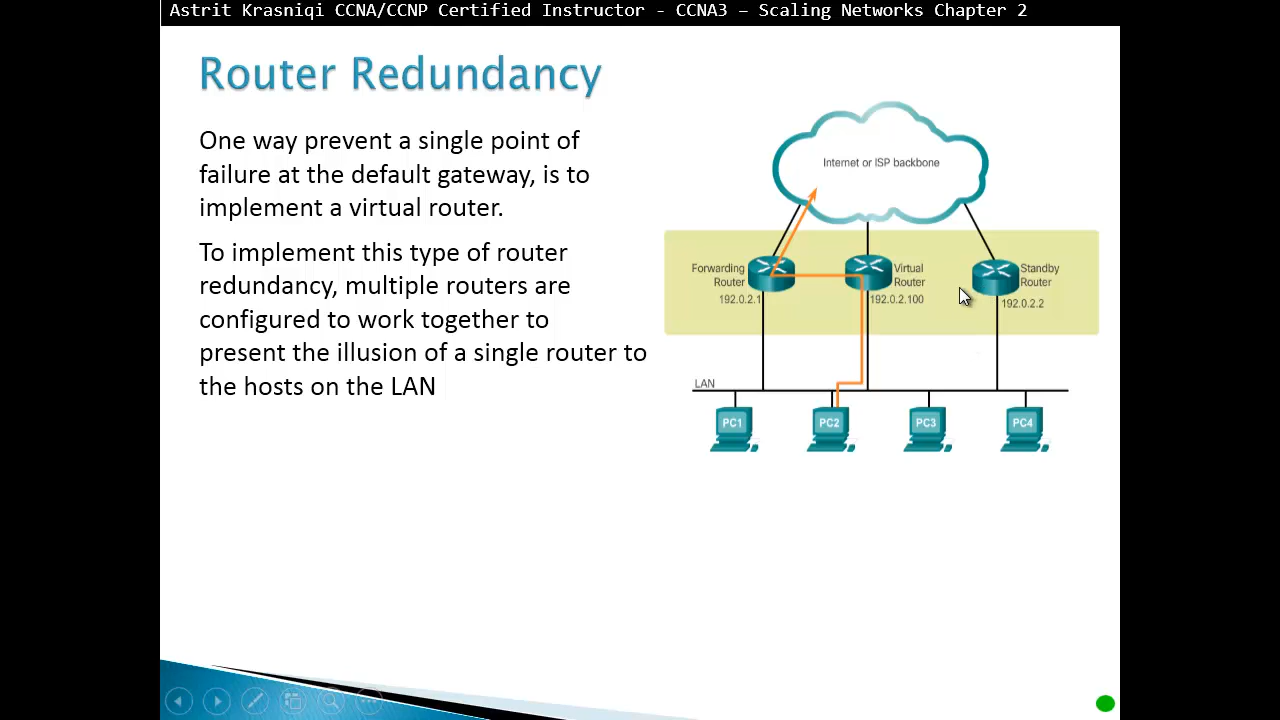 Astrit Krasniqi CCNA/CCNP Certified Instructor - CCNA3 – Scaling Networks Chapter 2
Router Redundancy
One way prevent a single point of
failure at the default gateway, is to
implement a virtual router.
To implement this type of router
redundancy, multiple routers are
configured to work together to
present the illusion of a single router to
the hosts on the LAN
Internet or ISP backbone
Forwarding
Router
192.0.2.1
Virtual
Router
192.0.2.100
Standby
Router
192.0.2.2
LAN
PC1
PC2
PC3
PC4